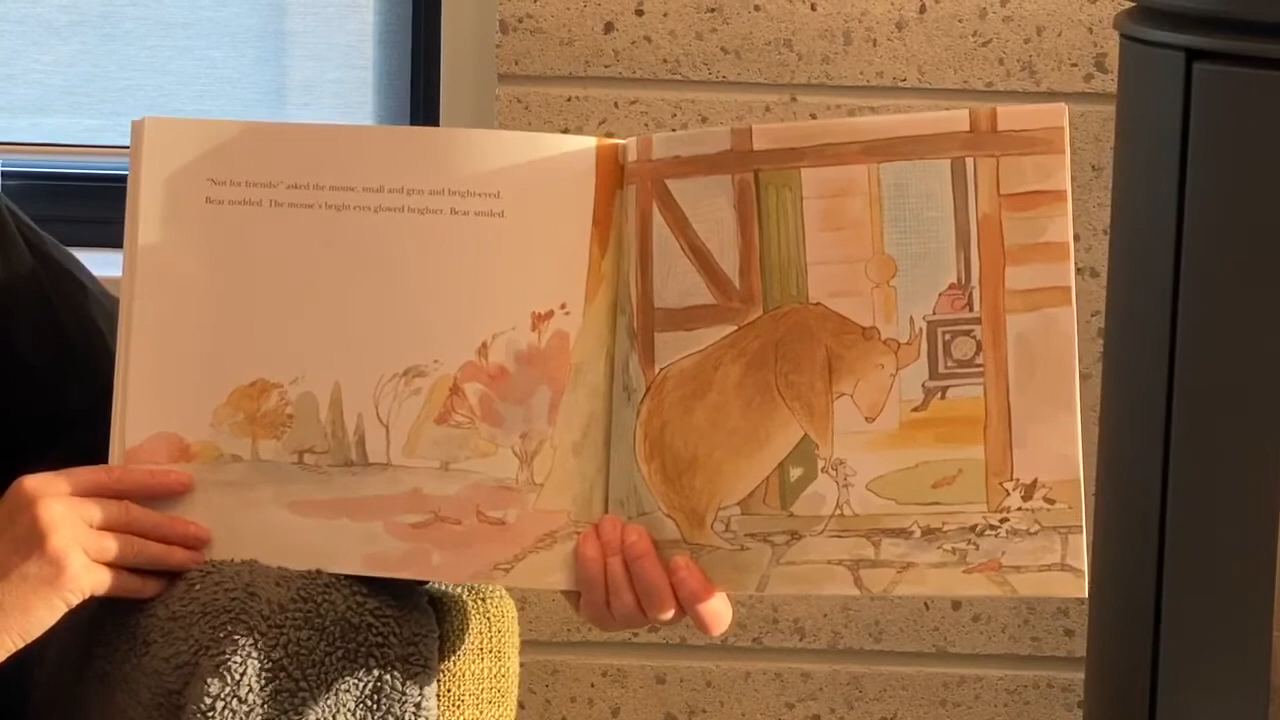 "Not for friends?" asked the mouse, small and gray and bright-eyed.
Bear nodded. The mouse's bright eyes glowed brighter. Bear smiled.